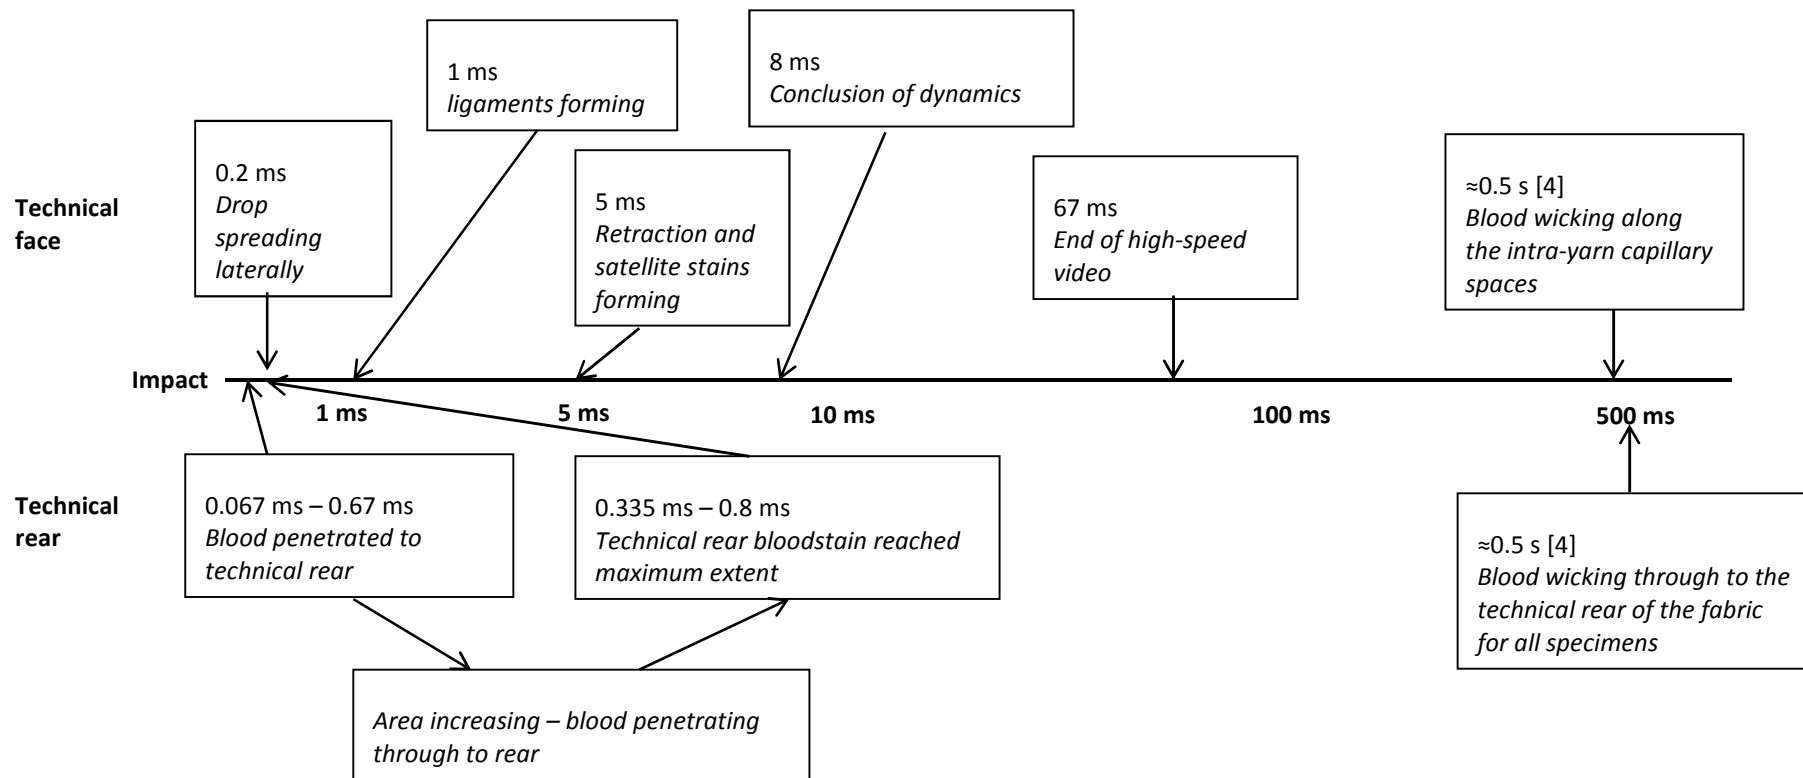 1 ms
ligaments forming
8 ms
Conclusion of dynamics
0.2 ms
Drop
spreading
laterally
5 ms
Retraction and
satellite stains
forming
67 ms
End of high-speed
video
≈0.5 s [4]
Blood wicking along
the intra-yarn capillary
spaces
Technical
face
Impact
1 ms
5 ms
10 ms
100 ms
500 ms
Technical
rear
0.067 ms – 0.67 ms
Blood penetrated to
technical rear
0.335 ms – 0.8 ms
Technical rear bloodstain reached
maximum extent
≈0.5 s [4]
Blood wicking through to the
technical rear of the fabric
for all specimens
Area increasing – blood penetrating
through to rear